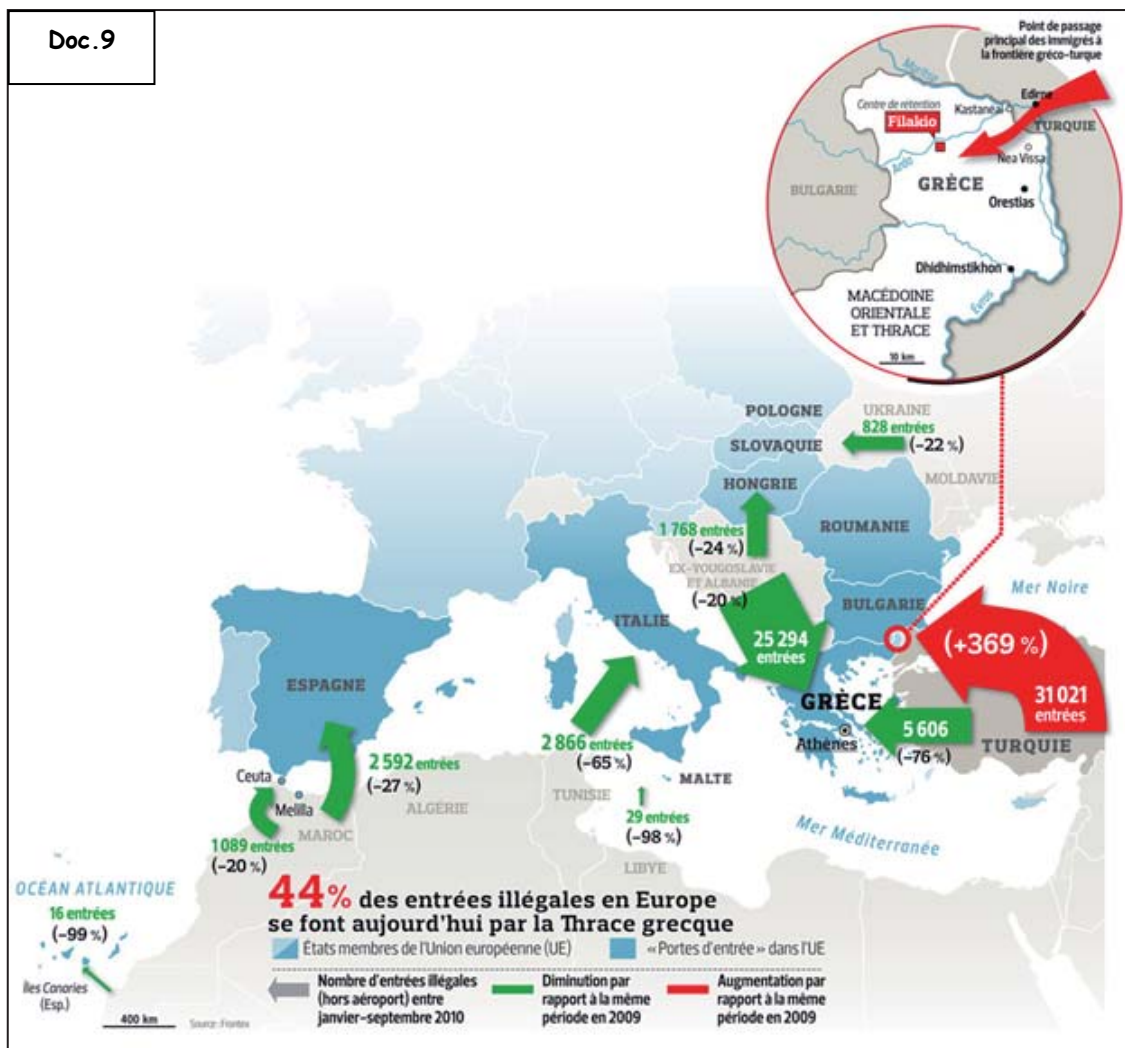 Doc.9
Point de passage
principal des immigrés à
la frontière gréco-turque
Maritsa
Centre de rétention
Filakio
Kastaneai
Edirne
TURQUIE
Ardo
Nea Vissa
GRÈCE
BULGARIE
Orestias
Dhidhimstikhon
MACÉDOINE
ORIENTALE
ET THRACE
Evros
10 km
POLOGNE
UKRAINE
828 entrées
(–22 %)
SLOVAQUIE
HONGRIE
MOLDAVIE
1 768 entrées
(–24 %)
ROUMANIE
EX-YOUGOSLAVIE
ET ALBANIE
(–20 %)
Mer Noire
BULGARIE
ITALIE
25 294
entrées
(+369 %)
31 021
entrées
ESPAGNE
GRÈCE
5 606
(–76 %)
TURQUIE
Athènes
2 866 entrées
(–65 %)
2 592 entrées
(–27 %)
MALTE
Ceuta
Melilla
ALGÉRIE
TUNISIE
29 entrées
(–98 %)
Mer Méditerranée
MAROC
1 089 entrées
(–20 %)
LIBYE
OCÉAN ATLANTIQUE
16 entrées
(–99 %)
Îles Canaries
(Esp.)
400 km
Source : Frontex
44% des entrées illégales en Europe
se font aujourd'hui par la Thrace grecque
États membres de l'Union européenne (UE)
« Portes d'entrée » dans l'UE
Nombre d'entrées illégales
(hors aéroport) entre
janvier–septembre 2010
Diminution par
rapport à la même
période en 2009
Augmentation par
rapport à la même
période en 2009